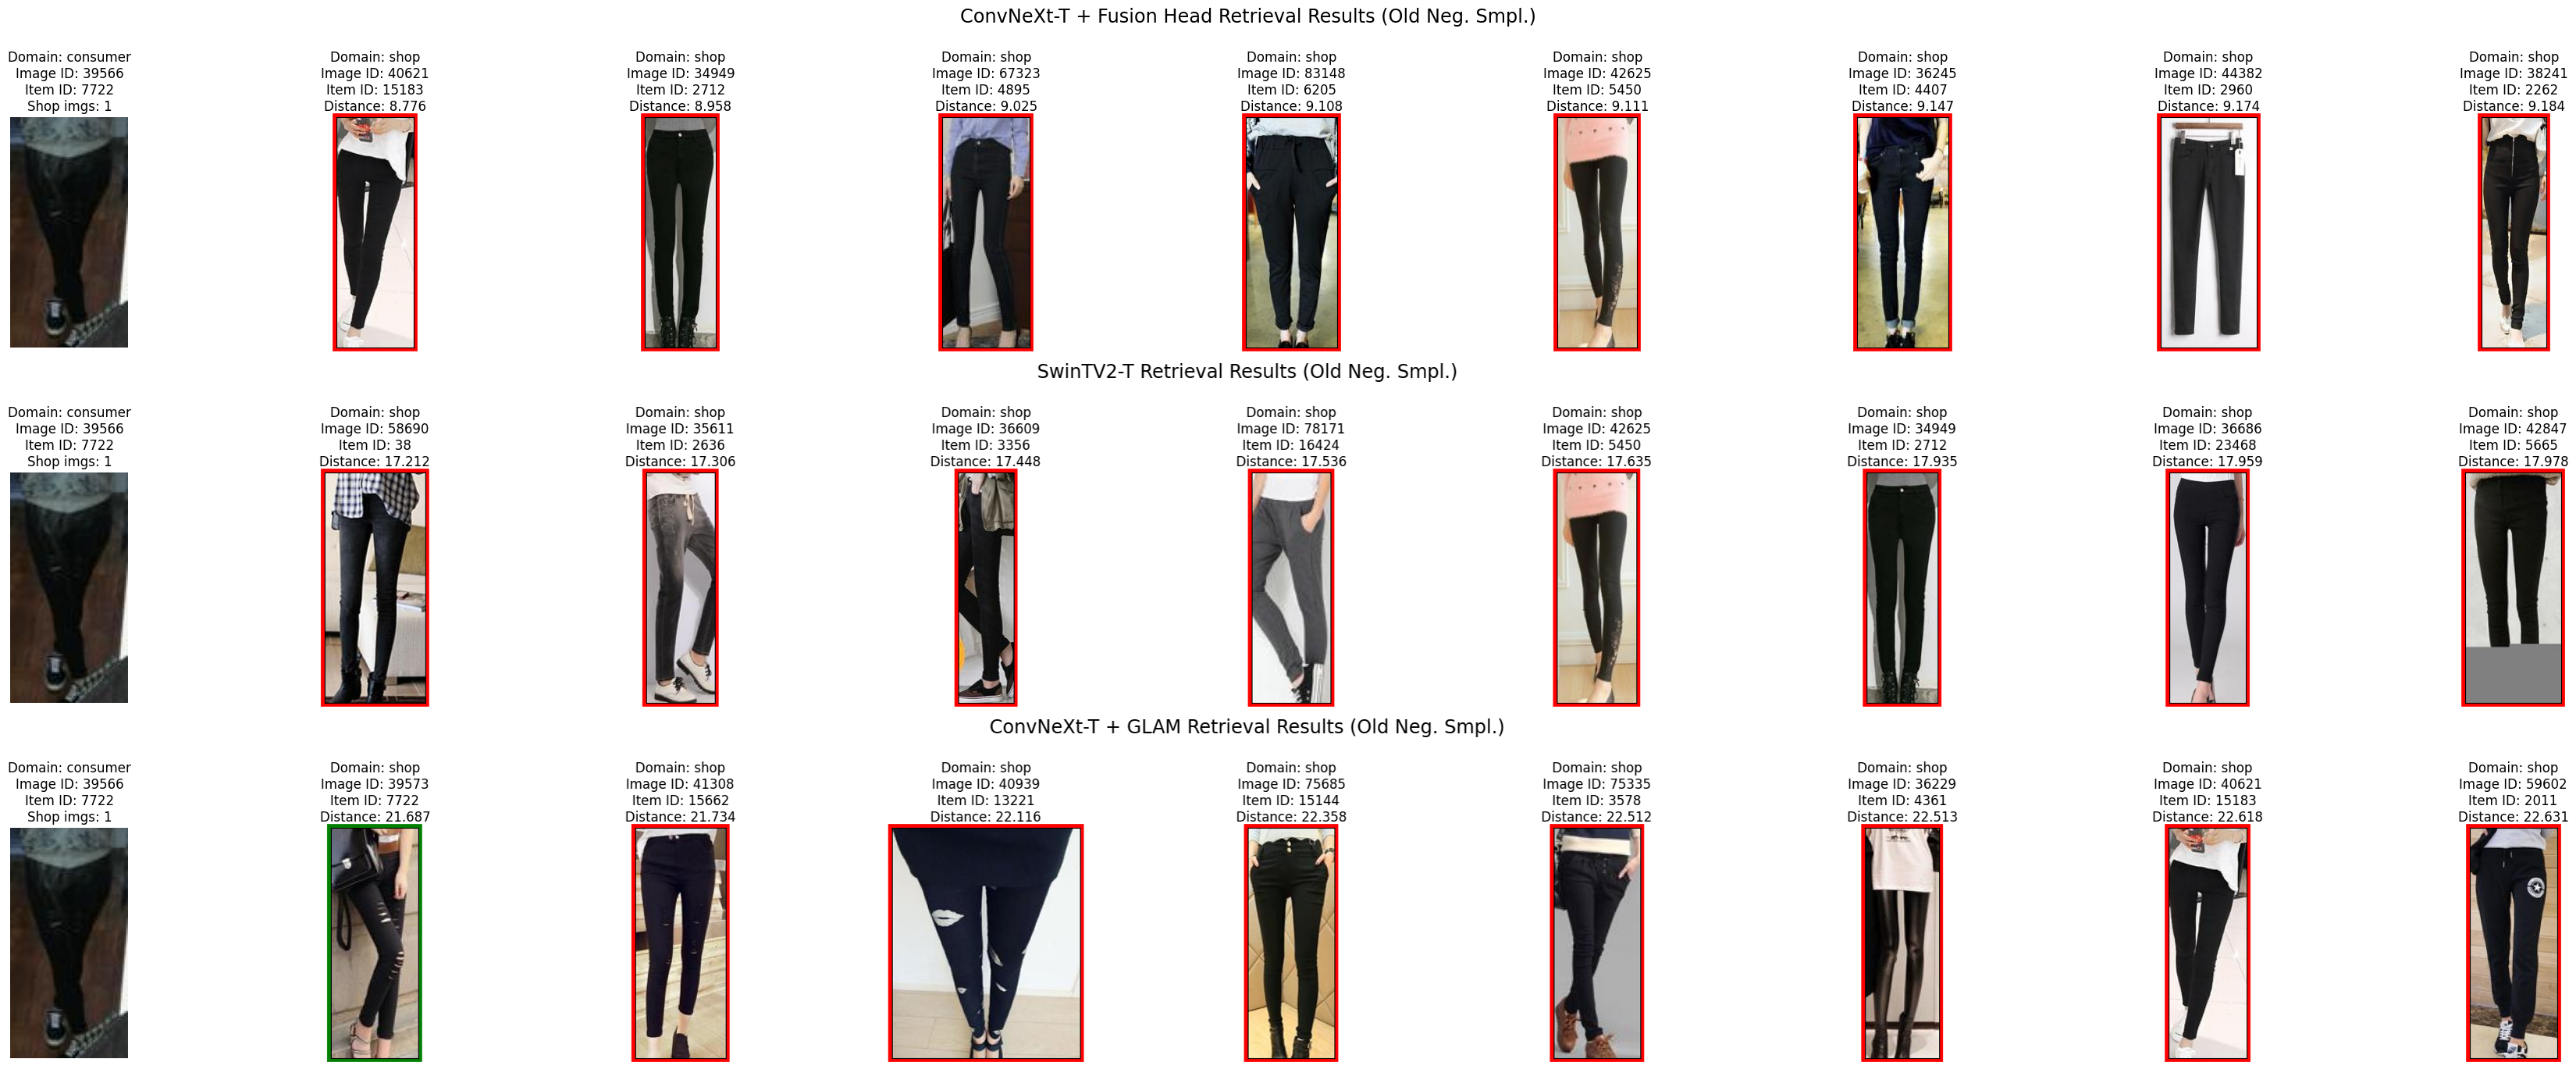 ConvNeXt-T + Fusion Head Retrieval Results (Old Neg. Smpl.)
Domain: consumer
Image ID: 39566
Item ID: 7722
Shop imgs: 1
Domain: shop
Image ID: 40621
Item ID: 15183
Distance: 8.776
Domain: shop
Image ID: 34949
Item ID: 2712
Distance: 8.958
Domain: shop
Image ID: 67323
Item ID: 4895
Distance: 9.025
Domain: shop
Image ID: 83148
Item ID: 6205
Distance: 9.108
Domain: shop
Image ID: 42625
Item ID: 5450
Distance: 9.111
Domain: shop
Image ID: 36245
Item ID: 4407
Distance: 9.147
Domain: shop
Image ID: 44382
Item ID: 2960
Distance: 9.174
Domain: shop
Image ID: 38241
Item ID: 2262
Distance: 9.184
SwinTV2-T Retrieval Results (Old Neg. Smpl.)
Domain: consumer
Image ID: 39566
Item ID: 7722
Shop imgs: 1
Domain: shop
Image ID: 58690
Item ID: 38
Distance: 17.212
Domain: shop
Image ID: 35611
Item ID: 2636
Distance: 17.306
Domain: shop
Image ID: 36609
Item ID: 3356
Distance: 17.448
Domain: shop
Image ID: 78171
Item ID: 16424
Distance: 17.536
Domain: shop
Image ID: 42625
Item ID: 5450
Distance: 17.635
Domain: shop
Image ID: 34949
Item ID: 2712
Distance: 17.935
Domain: shop
Image ID: 36686
Item ID: 23468
Distance: 17.959
Domain: shop
Image ID: 42847
Item ID: 5665
Distance: 17.978
ConvNeXt-T + GLAM Retrieval Results (Old Neg. Smpl.)
Domain: consumer
Image ID: 39566
Item ID: 7722
Shop imgs: 1
Domain: shop
Image ID: 39573
Item ID: 7722
Distance: 21.687
Domain: shop
Image ID: 41308
Item ID: 15662
Distance: 21.734
Domain: shop
Image ID: 40939
Item ID: 13221
Distance: 22.116
Domain: shop
Image ID: 75685
Item ID: 15144
Distance: 22.358
Domain: shop
Image ID: 75335
Item ID: 3578
Distance: 22.512
Domain: shop
Image ID: 36229
Item ID: 4361
Distance: 22.513
Domain: shop
Image ID: 40621
Item ID: 15183
Distance: 22.618
Domain: shop
Image ID: 59602
Item ID: 2011
Distance: 22.631